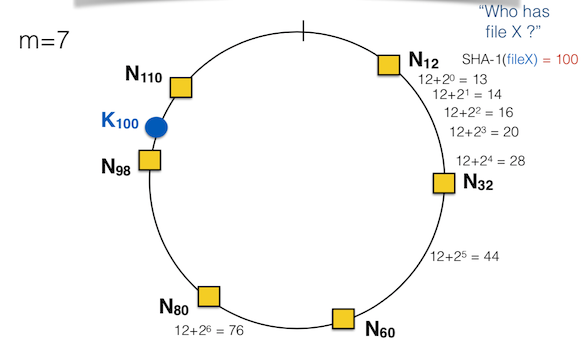 “Who has
file X ?”
m=7
SHA-1(fileX) = 100
N12
12+2⁰ = 13
12+2¹ = 14
12+2² = 16
12+2³ = 20
12+2⁴ = 28
N32
12+2⁵ = 44
N60
N80
12+2⁶ = 76
N98
K100
N110